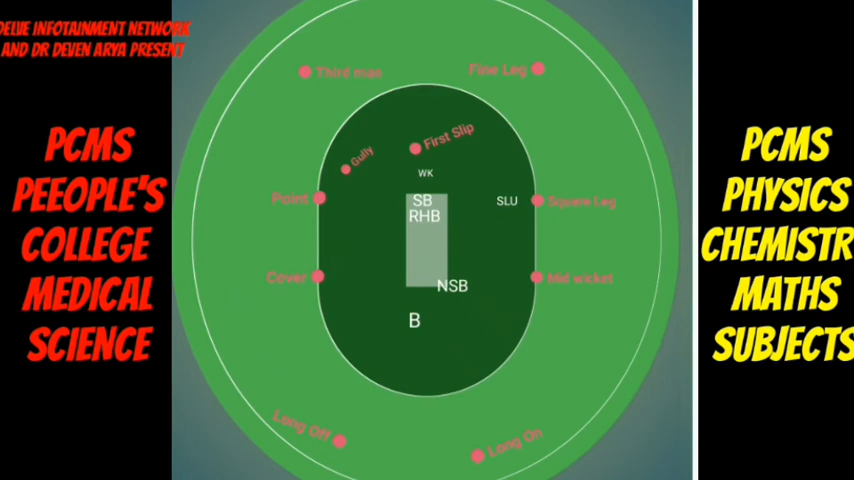 DELVE INFOTAINMENT NETWORK
AND DR DEVEN ARYA PRESENT
PCMS
PEEOPLE'S
COLLEGE
MEDICAL
SCIENCE
Third man
Fine Leg
First Slip
Gully
WK
Point
SB
RHB
SLU
Square Leg
Cover
Mid wicket
NSB
B
Long Off
Long On
PCMS
PHYSICS
CHEMISTR
MATHS
SUBJECTS